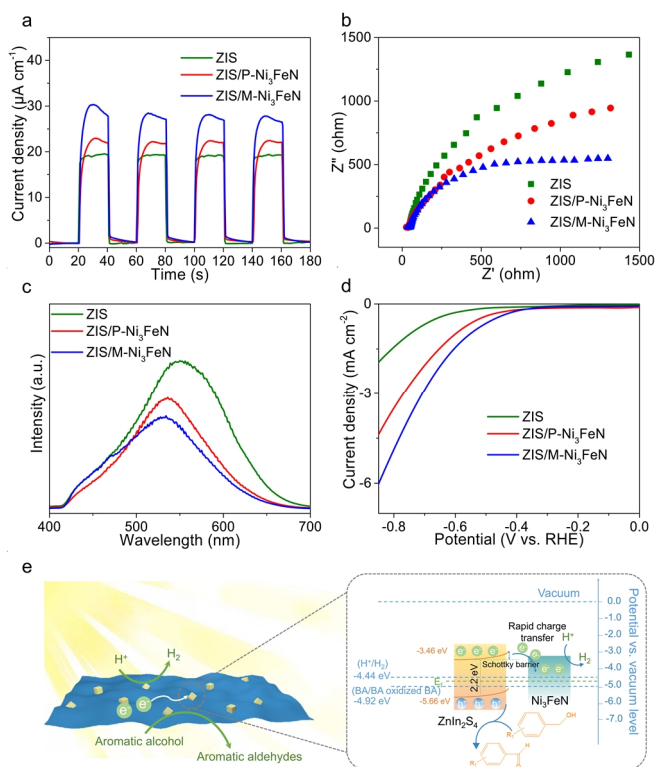 a
Current density (μA cm⁻¹)
40
30
20
10
0
ZIS
ZIS/P-Ni₃FeN
ZIS/M-Ni₃FeN
0 20 40 60 80 100 120 140 160 180
Time (s)
b
Z'' (ohm)
1500
1000
500
0
ZIS
ZIS/P-Ni₃FeN
ZIS/M-Ni₃FeN
0 500 1000 1500
Z' (ohm)
c
Intensity (a.u.)
ZIS
ZIS/P-Ni₃FeN
ZIS/M-Ni₃FeN
400 500 600 700
Wavelength (nm)
d
Current density (mA cm⁻²)
0
-3
-6
ZIS
ZIS/P-Ni₃FeN
ZIS/M-Ni₃FeN
-0.8 -0.6 -0.4 -0.2 0.0
Potential (V vs. RHE)
e
H⁺
H₂
e⁻ e⁻
Aromatic alcohol
Aromatic aldehydes
Vacuum
0.0
-1.0
-2.0
-3.0
-4.0
-5.0
-6.0
-7.0
Potential vs. vacuum level
Rapid charge
transfer
H⁺
H₂
-3.46 eV
e⁻ e⁻ e⁻
e⁻ e⁻
e⁻ e⁻
Schottky barrier
(H⁺/H₂)
-4.44 eV
2.2 eV
(BA/BA oxidized BA)
-4.92 eV
-5.66 eV
Ni₃FeN
ZnIn₂S₄
OH
R
H
R
O